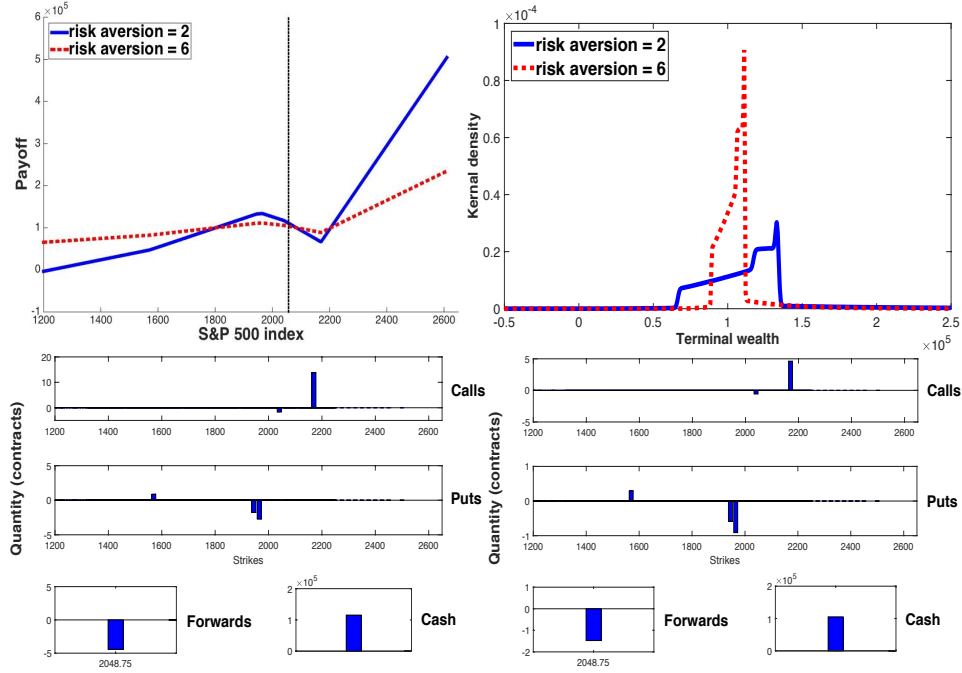 ×10^5
6
5
4
3
2
1
0
-1
Payoff
risk aversion = 2
risk aversion = 6
1200 1400 1600 1800 2000 2200 2400 2600
S&P 500 index
×10^-4
1
0.8
0.6
0.4
0.2
0
Kernal density
risk aversion = 2
risk aversion = 6
-0.5 0 0.5 1 1.5 2 2.5
Terminal wealth
×10^5
Quantity (contracts)
20
10
0
1200 1400 1600 1800 2000 2200 2400 2600
Calls
5
0
-5
1200 1400 1600 1800 2000 2200 2400 2600
Strikes
Puts
5
0
-5
2048.75
Forwards
×10^5
2
1
0
Cash
Quantity (contracts)
5
0
-5
1200 1400 1600 1800 2000 2200 2400 2600
Calls
1
0
-1
1200 1400 1600 1800 2000 2200 2400 2600
Strikes
Puts
1
0
-1
-2
2048.75
Forwards
×10^5
2
1
0
Cash